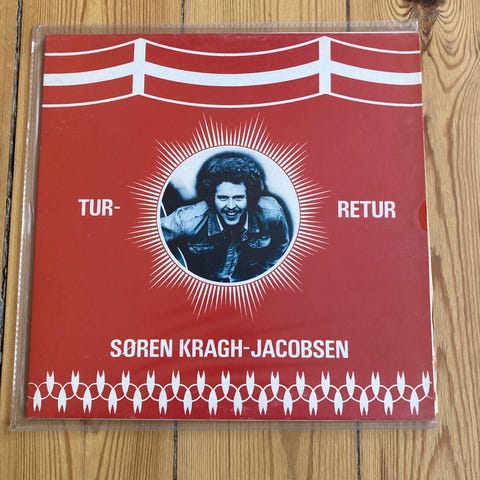 TUR- RETUR
SØREN KRAGH-JACOBSEN